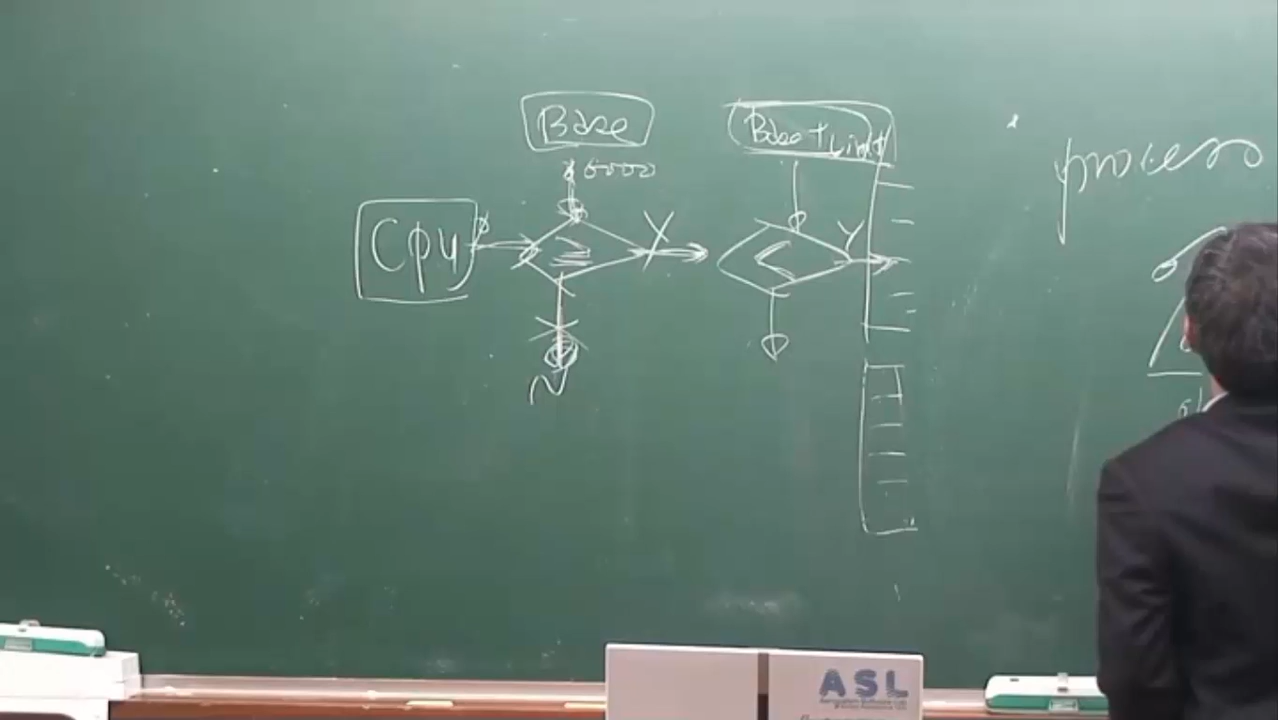 Base
Base + Limit
process
Cpu
≥
Y
<
Y
N
ASL